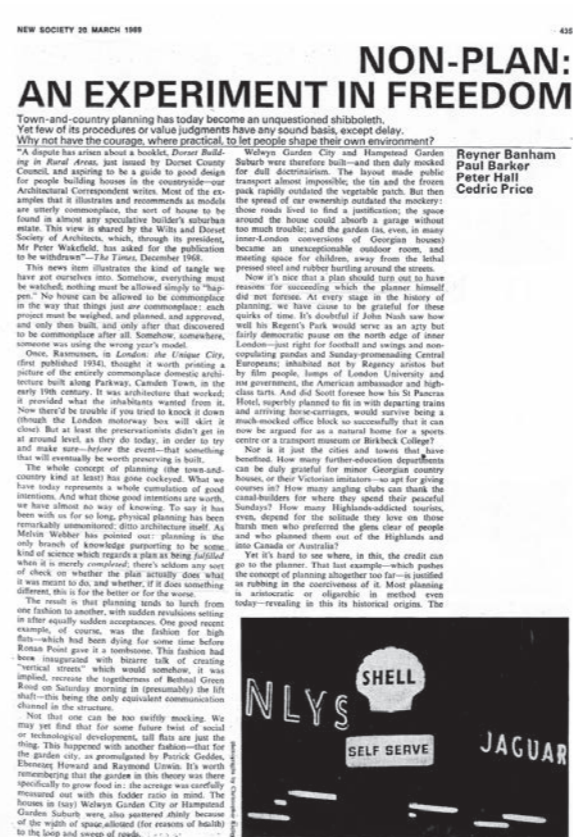 NEW SOCIETY 20 MARCH 1969
435
NON-PLAN:
AN EXPERIMENT IN FREEDOM
Town-and-country planning has today become an unquestioned shibboleth.
Yet few of its procedures or value judgments have any sound basis, except delay.
Why not have the courage, where practical, to let people shape their own environment?
Reyner Banham
Paul Barker
Peter Hall
Cedric Price
"A dispute has arisen about a booklet, Dorset Build-
ing in Rural Areas, just issued by Dorset County
Council, and aspiring to be a guide to good design
for people building houses in the countryside—our
Architectural Correspondent writes. Most of the ex-
amples that it illustrates and recommends as models
are utterly commonplace, the sort of house to be
found in almost any speculative builder's suburban
estate. This view is shared by the Wilts and Dorset
Society of Architects, which, through its president,
Mr Peter Wakefield, has asked for the publication
to be withdrawn"—The Times, December 1968.
This news item illustrates the kind of tangle we
have got ourselves into. Somehow, everything must
be watched; nothing must be allowed simply to "hap-
pen." No house can be allowed to be commonplace
in the way that things just are commonplace: each
project must be weighed, and planned, and approved,
and only then built, and only after that discovered
to be commonplace after all. Somehow, somewhere,
someone was using the wrong year's model.
Once, Rasmussen, in London: the Unique City,
(first published 1934), thought it worth printing a
picture of the entirely commonplace domestic archi-
tecture built along Parkway, Camden Town, in the
early 19th century. It was architecture that worked;
it provided what the inhabitants wanted from it.
Now there'd be trouble if you tried to knock it down
(though the London motorway box will skirt it
close). But at least the preservationists didn't get in
at around level, as they do today, in order to try
and make sure—before the event—that something
that will eventually be worth preserving is built.
The whole concept of planning (the town-and-
country kind at least) has gone cockeyed. What we
have today represents a whole cumulation of good
intentions. And what those good intentions are worth,
we have almost no way of knowing. To say it has
been with us for so long, physical planning has been
remarkably unmonitored; ditto architecture itself. As
Melvin Webber has pointed out: planning is the
only branch of knowledge purporting to be some
kind of science which regards a plan as being fulfilled
when it is merely completed; there's seldom any sort
of check on whether the plan actually does what
it was meant to do, and whether, if it does something
different, this is for the better or for the worse.
The result is that planning tends to lurch from
one fashion to another, with sudden revulsions setting
in after equally sudden acceptances. One good recent
example, of course, was the fashion for high
flats—which had been dying for some time before
Ronan Point gave it a tombstone. This fashion had
been inaugurated with bizarre talk of creating
"vertical streets" which would somehow, it was
implied, recreate the togetherness of Bethnal Green
Road on Saturday morning in (presumably) the lift
shaft—this being the only equivalent communication
channel in the structure.
Not that one can be too swiftly mocking. We
may yet find that for some future twist of social
or technological development, tall flats are just the
thing. This happened with another fashion—that for
the garden city, as promulgated by Patrick Geddes,
Ebenezer Howard and Raymond Unwin. It's worth
remembering that the garden in this theory was there
specifically to grow food in: the acreage was carefully
measured out with this fodder ratio in mind. The
houses in (say) Welwyn Garden City or Hampstead
Garden Suburb were also scattered thinly because
of the width of space allotted (for reasons of health)
to the loop and sweep of roads.
Welwyn Garden City and Hampstead Garden
Suburb were therefore built—and then duly mocked
for dull doctrinairism. The layout made public
transport almost impossible; the tin and the frozen
pack rapidly outdated the vegetable patch. But then
the spread of car ownership outdated the mockery:
those roads lived to find a justification; the space
around the house could absorb a garage without
too much trouble; and the garden (as, even, in many
inner-London conversions of Georgian houses)
became an unexceptionable outdoor room, and
meeting space for children, away from the lethal
pressed steel and rubber hurtling around the streets.
Now it's nice that a plan should turn out to have
reasons for succeeding which the planner himself
did not foresee. At every stage in the history of
planning, we have cause to be grateful for these
quirks of time. It's doubtful if John Nash saw how
well his Regent's Park would serve as an arty but
fairly democratic pause on the north edge of inner
London—just right for football and swings and non-
copulating pandas and Sunday-promenading Central
Europeans; inhabited not by Regency aristos but
by film people, lumps of London University and
HM government, the American ambassador and high-
class tarts. And did Scott foresee how his St Pancras
Hotel, superbly planned to fit in with departing trains
and arriving horse-carriages, would survive being a
much-mocked office block so successfully that it can
now be argued for as a natural home for a sports
centre or a transport museum or Birkbeck College?
Nor is it just the cities and towns that have
benefited. How many further-education departments
can be duly grateful for minor Georgian country
houses, or their Victorian imitators—so apt for giving
courses in? How many angling clubs can thank the
canal-builders for where they spend their peaceful
Sundays? How many Highlands-addicted tourists,
even, depend for the solitude they love on those
harsh men who preferred the glens clear of people
and who planned them out of the Highlands and
into Canada or Australia?
Yet it's hard to see where, in this, the credit can
go to the planner. That last example—which pushes
the concept of planning altogether too far—is justified
as rubbing in the coerciveness of it. Most planning
is aristocratic or oligarchic in method even
today—revealing in this its historical origins. The
NLYS
SHELL
SELF SERVE
JAGUAR